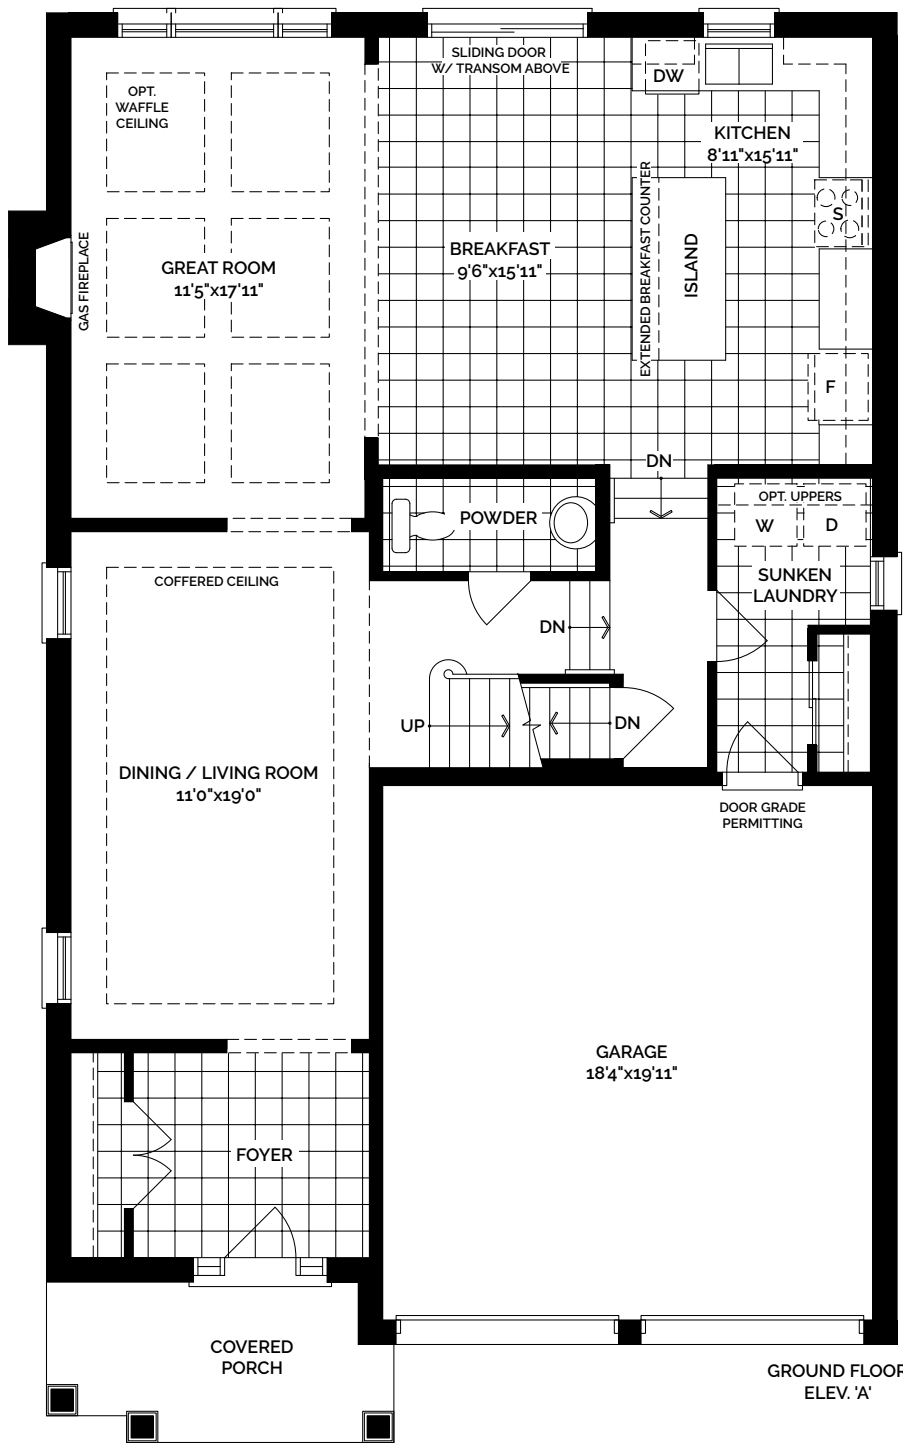 SLIDING DOOR
W/ TRANSOM ABOVE
DW
OPT.
WAFFLE
CEILING
KITCHEN
8'11"x15'11"
S
EXTENDED BREAKFAST COUNTER
ISLAND
BREAKFAST
9'6"x15'11"
GAS FIREPLACE
GREAT ROOM
11'5"x17'11"
F
DN
OPT. UPPERS
W
D
POWDER
SUNKEN
LAUNDRY
COFFERED CEILING
DN
UP
DN
DINING / LIVING ROOM
11'0"x19'0"
DOOR GRADE
PERMITTING
GARAGE
18'4"x19'11"
FOYER
COVERED
PORCH
GROUND FLOOR
ELEV. 'A'